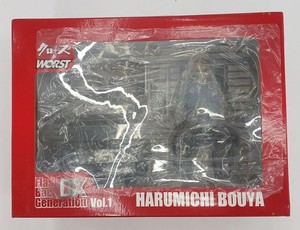 クローズ
WORST
DX
Generation Vol.1
HARUMICHI BOUYA